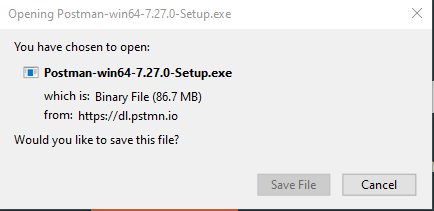 Opening Postman-win64-7.27.0-Setup.exe
You have chosen to open:
Postman-win64-7.27.0-Setup.exe
which is: Binary File (86.7 MB)
from: https://dl.pstmn.io
Would you like to save this file?
Save File Cancel